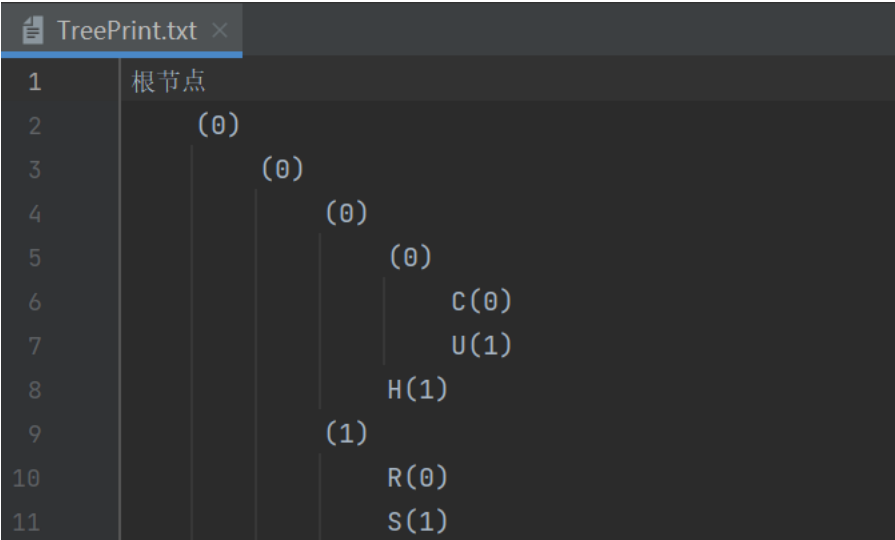 TreePrint.txt ×
1 根节点
2 (0)
3 (0)
4 (0)
5 (0)
6 C(0)
7 U(1)
8 H(1)
9 (1)
10 R(0)
11 S(1)